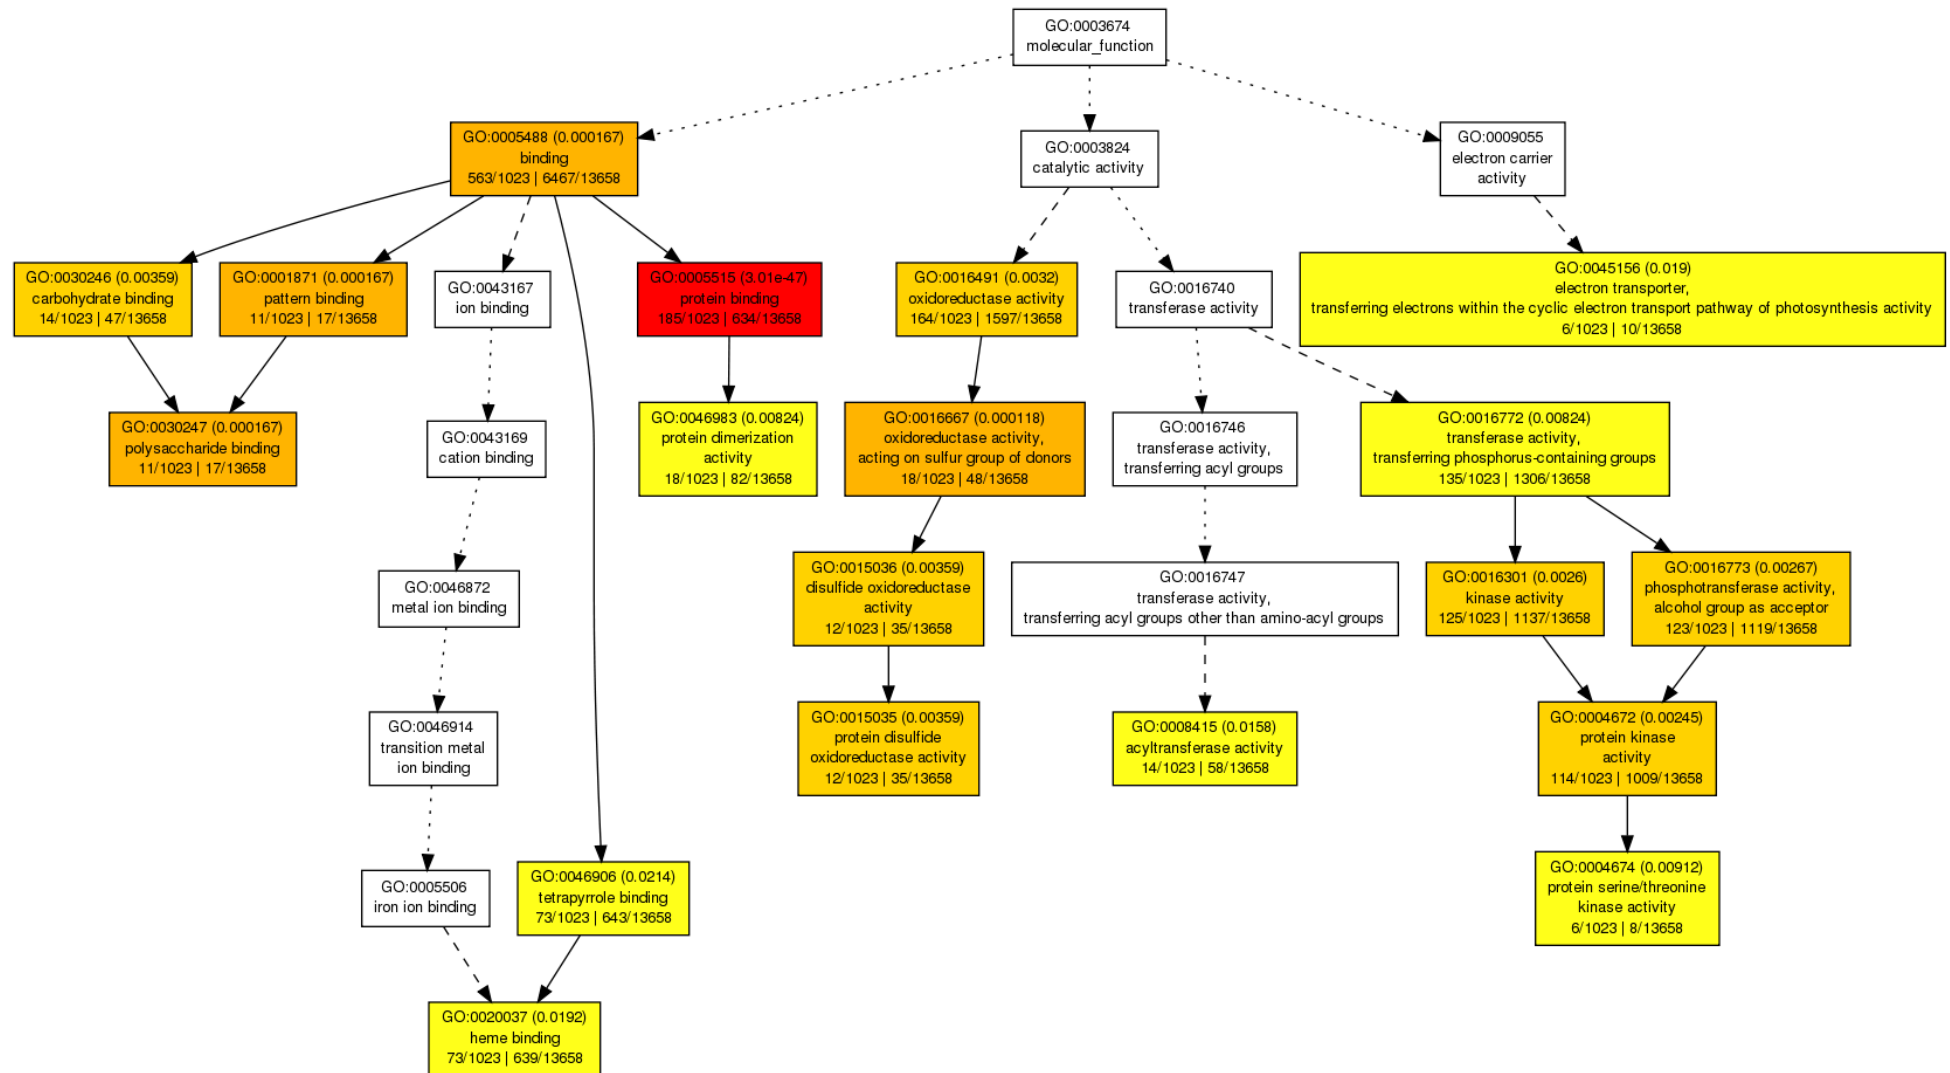 GO:0003674
molecular_function
GO:0005488 (0.000167)
binding
563/1023 | 6467/13658
GO:0003824
catalytic activity
GO:0009055
electron carrier
activity
GO:0030246 (0.00359)
carbohydrate binding
14/1023 | 47/13658
GO:0001871 (0.000167)
pattern binding
11/1023 | 17/13658
GO:0043167
ion binding
GO:0005515 (3.01e-47)
protein binding
185/1023 | 634/13658
GO:0016491 (0.0032)
oxidoreductase activity
164/1023 | 1597/13658
GO:0016740
transferase activity
GO:0045156 (0.019)
electron transporter,
transferring electrons within the cyclic electron transport pathway of photosynthesis activity
6/1023 | 10/13658
GO:0030247 (0.000167)
polysaccharide binding
11/1023 | 17/13658
GO:0043169
cation binding
GO:0046983 (0.00824)
protein dimerization
activity
18/1023 | 82/13658
GO:0016667 (0.000118)
oxidoreductase activity,
acting on sulfur group of donors
18/1023 | 48/13658
GO:0016746
transferase activity,
transferring acyl groups
GO:0016772 (0.00824)
transferase activity,
transferring phosphorus-containing groups
135/1023 | 1306/13658
GO:0046872
metal ion binding
GO:0015036 (0.00359)
disulfide oxidoreductase
activity
12/1023 | 35/13658
GO:0016747
transferase activity,
transferring acyl groups other than amino-acyl groups
GO:0016301 (0.0026)
kinase activity
125/1023 | 1137/13658
GO:0016773 (0.00267)
phosphotransferase activity,
alcohol group as acceptor
123/1023 | 1119/13658
GO:0046914
transition metal
ion binding
GO:0015035 (0.00359)
protein disulfide
oxidoreductase activity
12/1023 | 35/13658
GO:0008415 (0.0158)
acyltransferase activity
14/1023 | 58/13658
GO:0004672 (0.00245)
protein kinase
activity
114/1023 | 1009/13658
GO:0005506
iron ion binding
GO:0046906 (0.0214)
tetrapyrrole binding
73/1023 | 643/13658
GO:0004674 (0.00912)
protein serine/threonine
kinase activity
6/1023 | 8/13658
GO:0020037 (0.0192)
heme binding
73/1023 | 639/13658